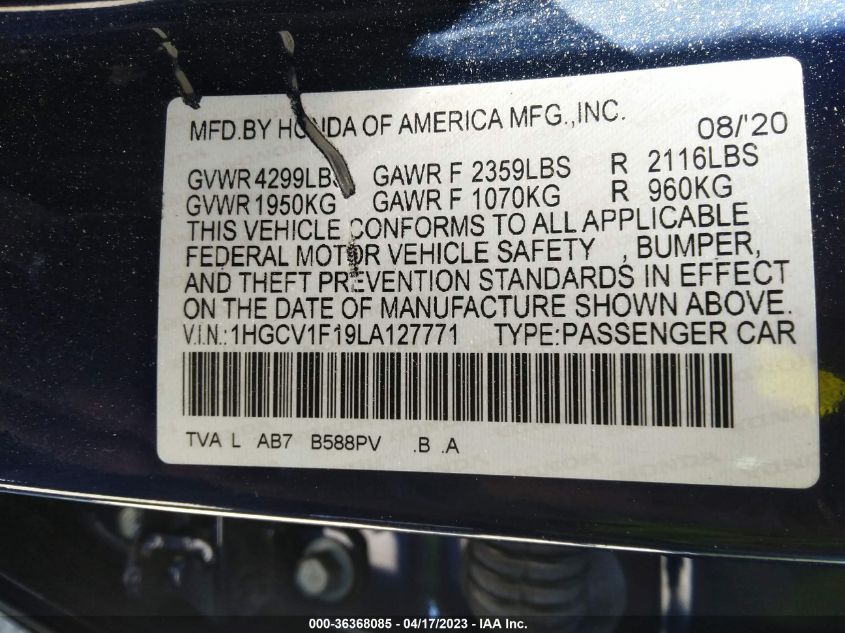 MFD.BY HONDA OF AMERICA MFG.,INC. 08/'20
GVWR 4299LBS GAWR F 2359LBS R 2116LBS
GVWR 1950KG GAWR F 1070KG R 960KG
THIS VEHICLE CONFORMS TO ALL APPLICABLE
FEDERAL MOTOR VEHICLE SAFETY , BUMPER,
AND THEFT PREVENTION STANDARDS IN EFFECT
ON THE DATE OF MANUFACTURE SHOWN ABOVE.
V.I.N.:1HGCV1F19LA127771 TYPE:PASSENGER CAR
TVA L AB7 B588PV .B .A
000-36368085 - 04/17/2023 - IAA Inc.